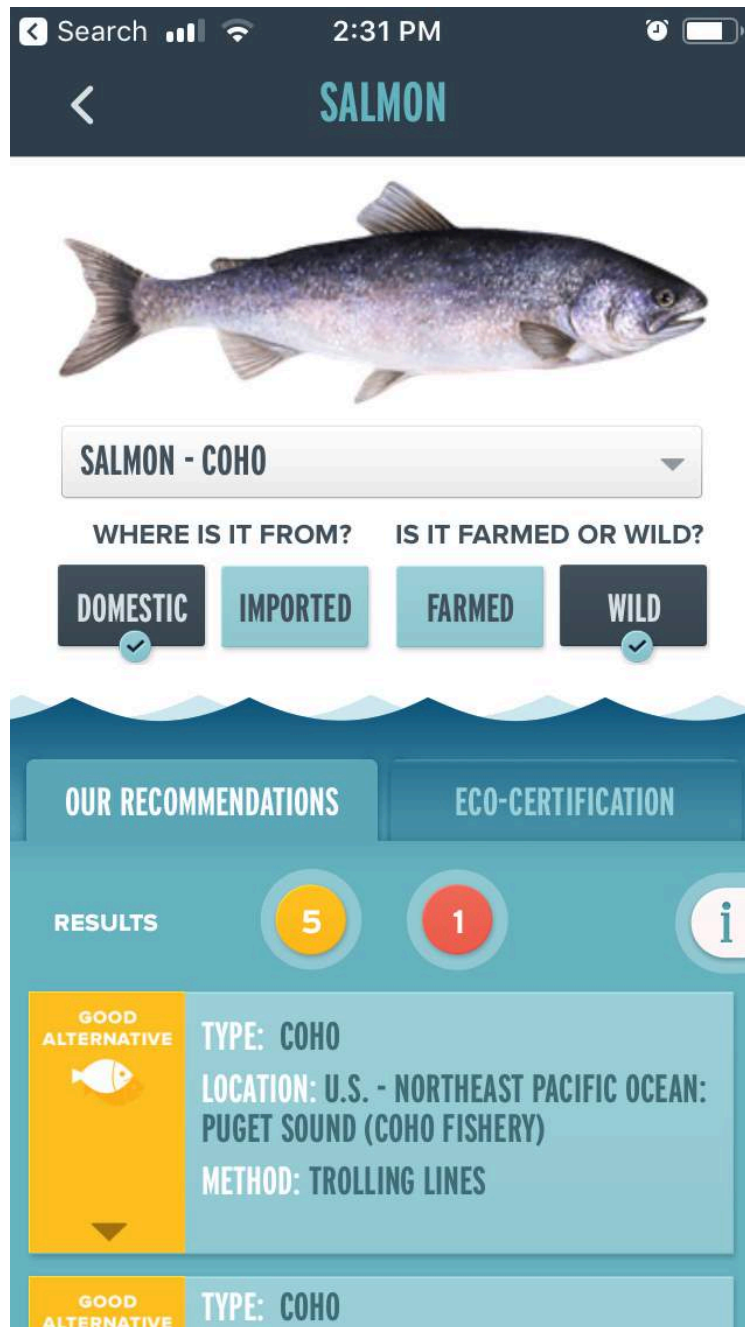 Search 2:31 PM
SALMON
SALMON - COHO
WHERE IS IT FROM? IS IT FARMED OR WILD?
DOMESTIC IMPORTED FARMED WILD
OUR RECOMMENDATIONS ECO-CERTIFICATION
RESULTS 5 1 i
GOOD
ALTERNATIVE
TYPE: COHO
LOCATION: U.S. - NORTHEAST PACIFIC OCEAN:
PUGET SOUND (COHO FISHERY)
METHOD: TROLLING LINES
GOOD
ALTERNATIVE
TYPE: COHO